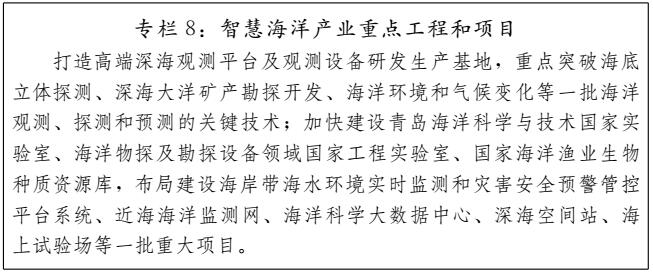 专栏 8：智慧海洋产业重点工程和项目
打造高端深海观测平台及观测设备研发生产基地，重点突破海底
立体探测、深海大洋矿产勘探开发、海洋环境和气候变化等一批海洋
观测、探测和预测的关键技术；加快建设青岛海洋科学与技术国家实
验室、海洋物探及勘探设备领域国家工程实验室、国家海洋渔业生物
种质资源库，布局建设海岸带海水环境实时监测和灾害安全预警管控
平台系统、近海海洋监测网、海洋科学大数据中心、深海空间站、海
上试验场等一批重大项目。